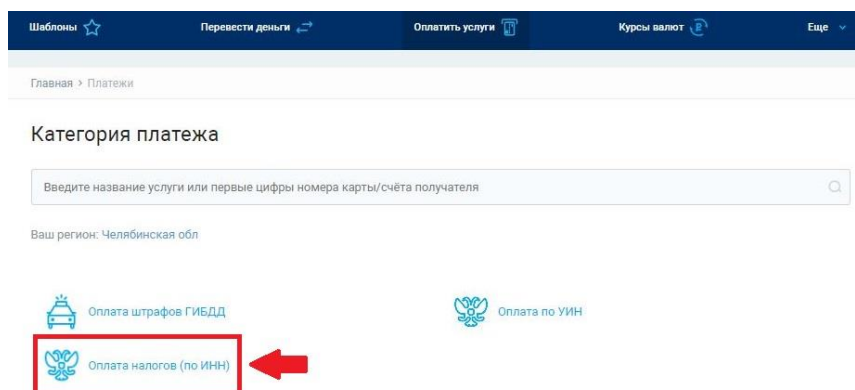 Шаблоны
Перевести деньги
Оплатить услуги
Курсы валют
Еще
Главная > Платежи
Категория платежа
Введите название услуги или первые цифры номера карты/счёта получателя
Ваш регион: Челябинская обл
Оплата штрафов ГИБДД
Оплата по УИН
Оплата налогов (по ИНН)